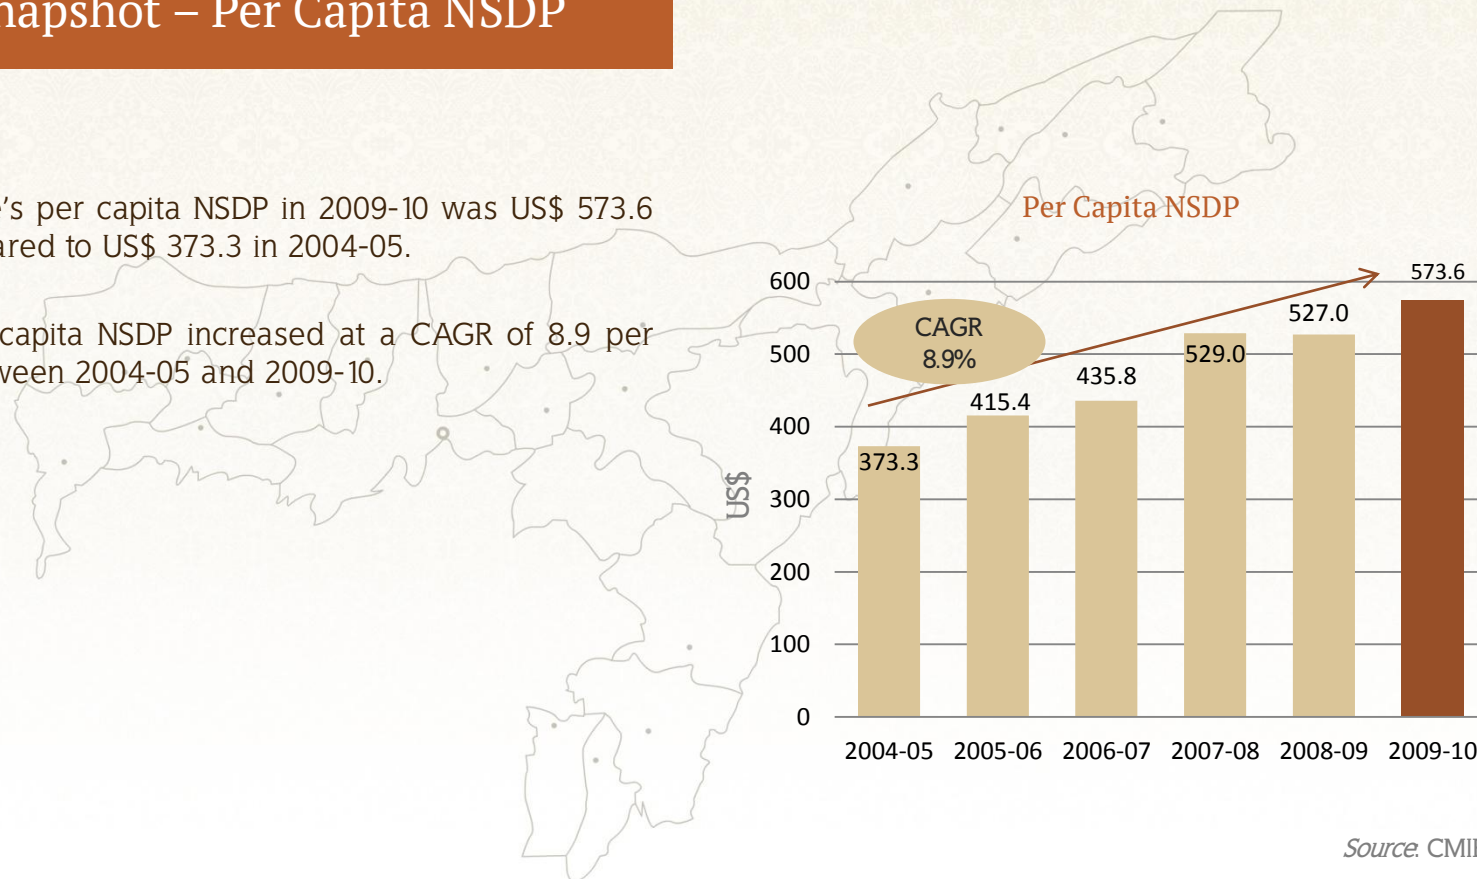 napshot – Per Capita NSDP
e's per capita NSDP in 2009-10 was US$ 573.6
ared to US$ 373.3 in 2004-05.
capita NSDP increased at a CAGR of 8.9 per
ween 2004-05 and 2009-10.
Per Capita NSDP
US$
600
500
400
300
200
100
0
CAGR
8.9%
373.3
415.4
435.8
529.0
527.0
573.6
2004-05 2005-06 2006-07 2007-08 2008-09 2009-10
Source: CMIE